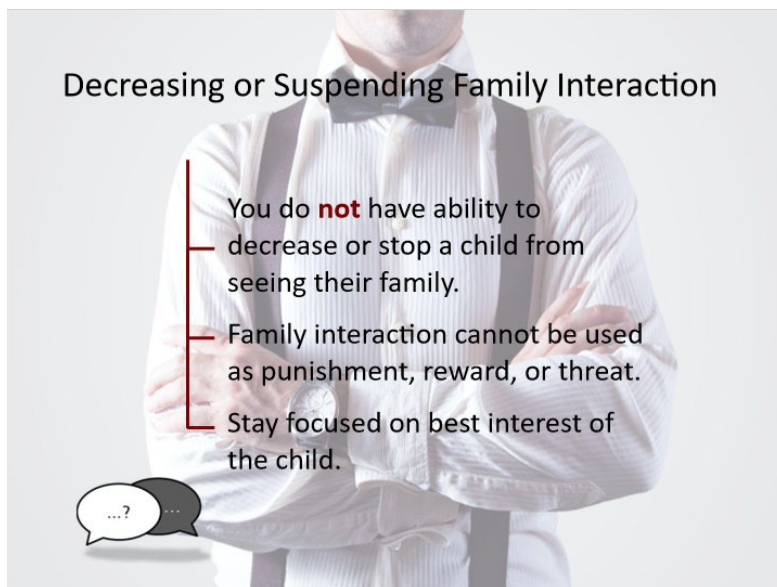 Decreasing or Suspending Family Interaction
You do not have ability to
decrease or stop a child from
seeing their family.
Family interaction cannot be used
as punishment, reward, or threat.
Stay focused on best interest of
the child.
...?
...